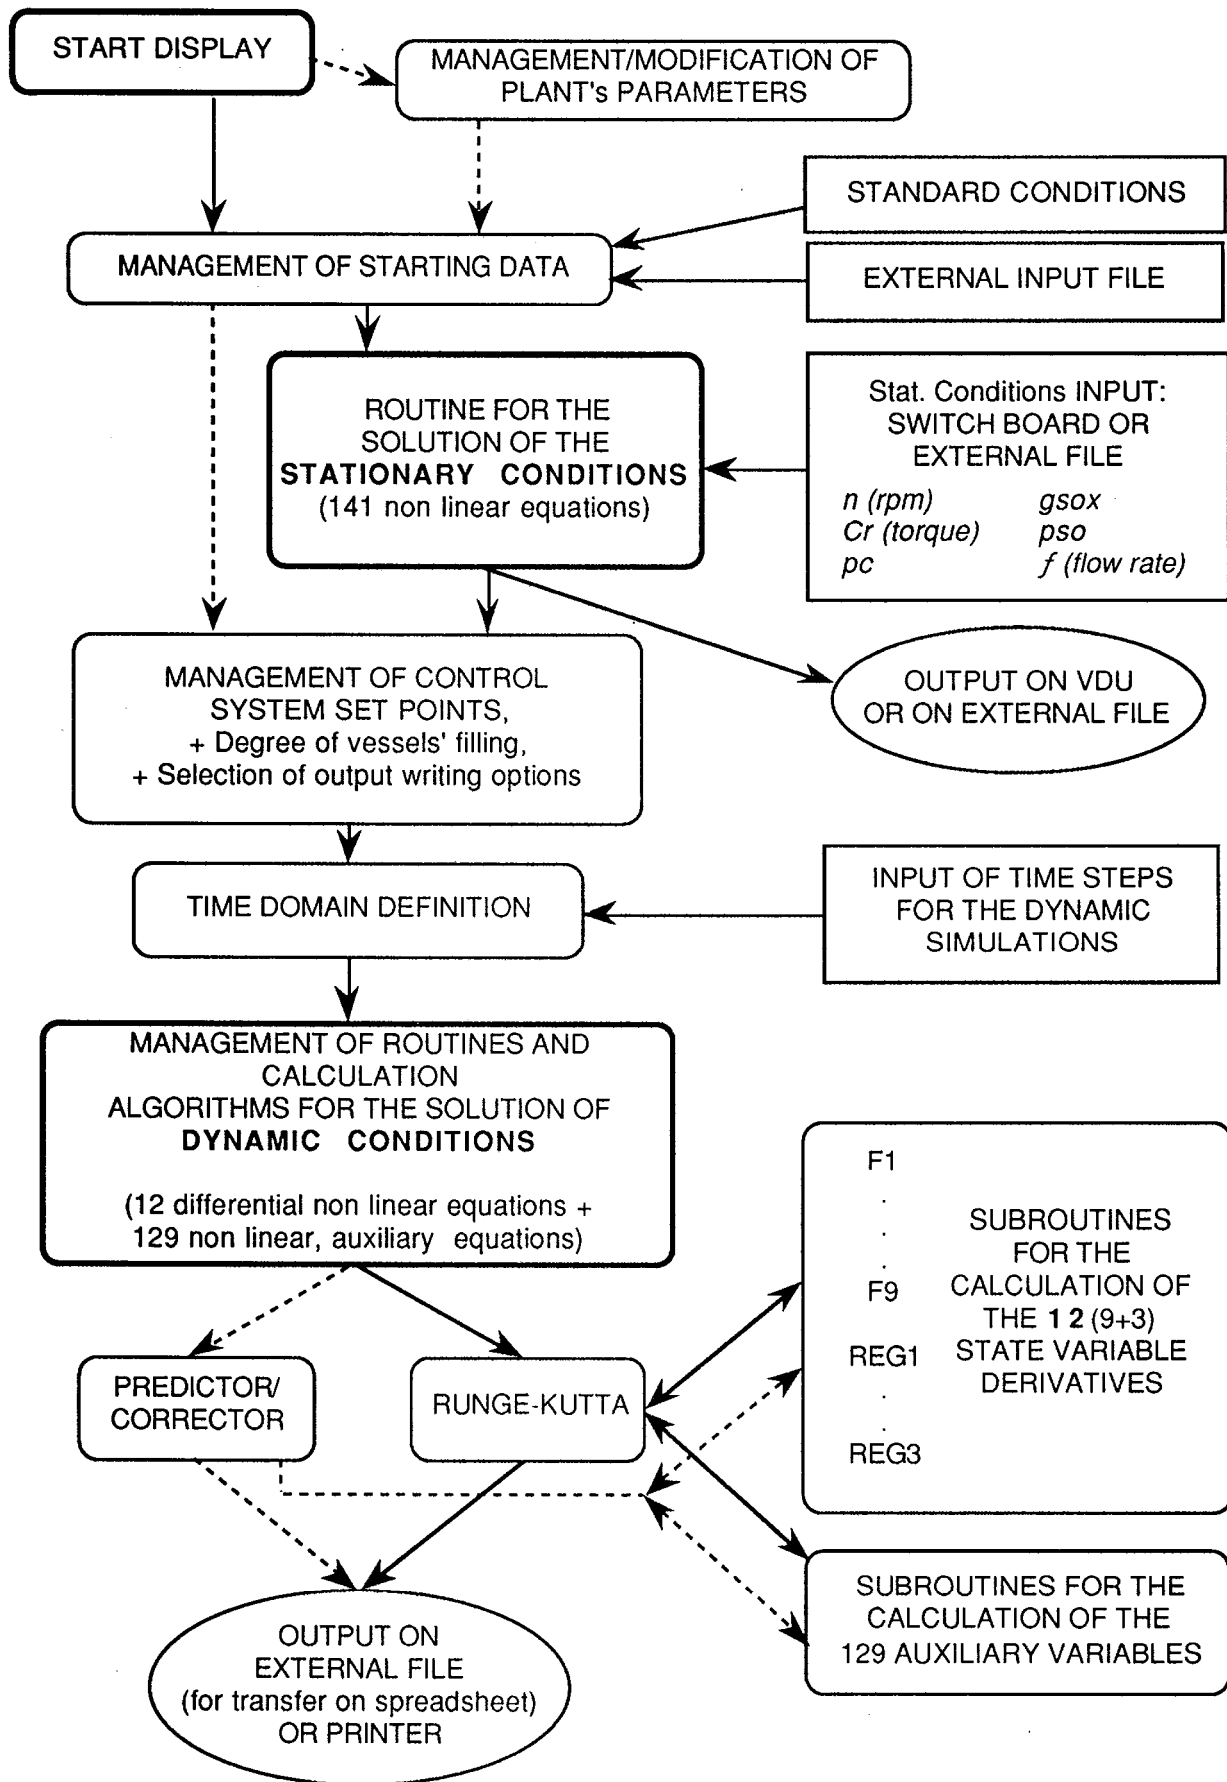 START DISPLAY
MANAGEMENT/MODIFICATION OF
PLANT's PARAMETERS
STANDARD CONDITIONS
MANAGEMENT OF STARTING DATA
EXTERNAL INPUT FILE
ROUTINE FOR THE
SOLUTION OF THE
STATIONARY CONDITIONS
(141 non linear equations)
Stat. Conditions INPUT:
SWITCH BOARD OR
EXTERNAL FILE
n (rpm) gsox
Cr (torque) pso
pc f (flow rate)
MANAGEMENT OF CONTROL
SYSTEM SET POINTS,
+ Degree of vessels' filling,
+ Selection of output writing options
OUTPUT ON VDU
OR ON EXTERNAL FILE
TIME DOMAIN DEFINITION
INPUT OF TIME STEPS
FOR THE DYNAMIC
SIMULATIONS
MANAGEMENT OF ROUTINES AND
CALCULATION
ALGORITHMS FOR THE SOLUTION OF
DYNAMIC CONDITIONS
(12 differential non linear equations +
129 non linear, auxiliary equations)
F1
.
.
.
F9
REG1
.
.
REG3
SUBROUTINES
FOR THE
CALCULATION OF
THE 1 2 (9+3)
STATE VARIABLE
DERIVATIVES
PREDICTOR/
CORRECTOR
RUNGE-KUTTA
SUBROUTINES FOR THE
CALCULATION OF THE
129 AUXILIARY VARIABLES
OUTPUT ON
EXTERNAL FILE
(for transfer on spreadsheet)
OR PRINTER